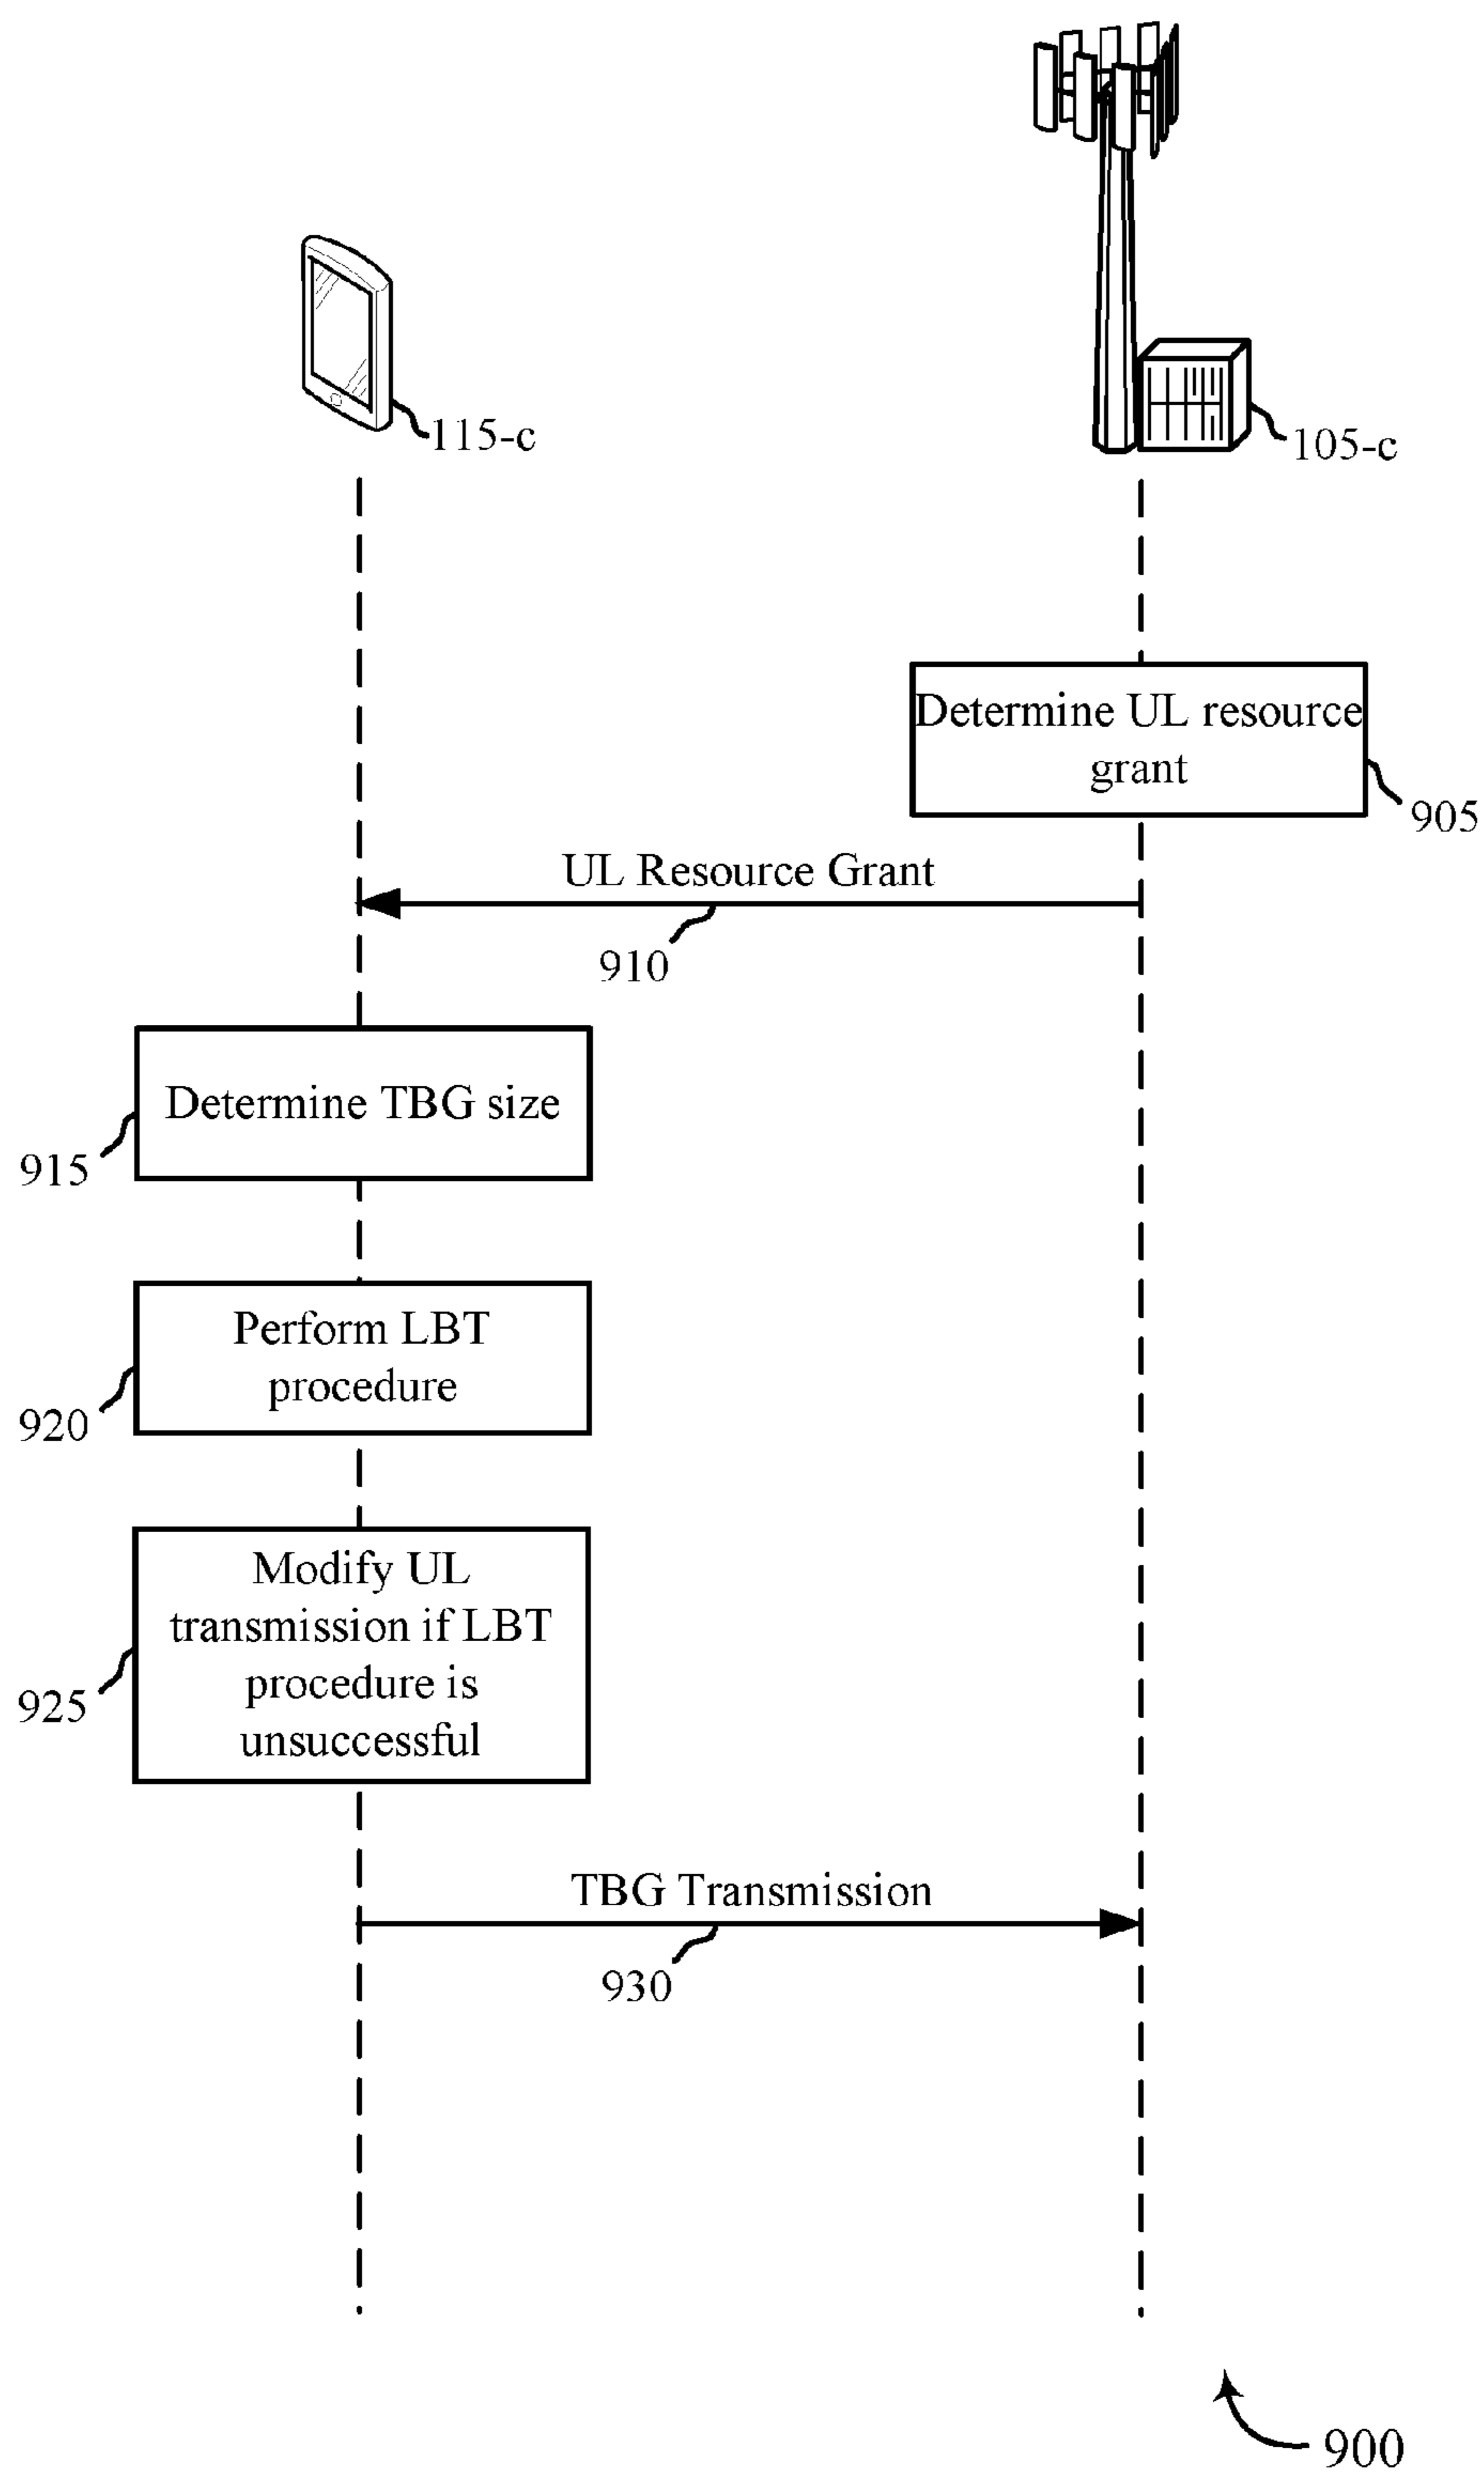 115-c
105-c
Determine UL resource
grant
905
UL Resource Grant
910
Determine TBG size
915
Perform LBT
procedure
920
Modify UL
transmission if LBT
procedure is
unsuccessful
925
TBG Transmission
930
900